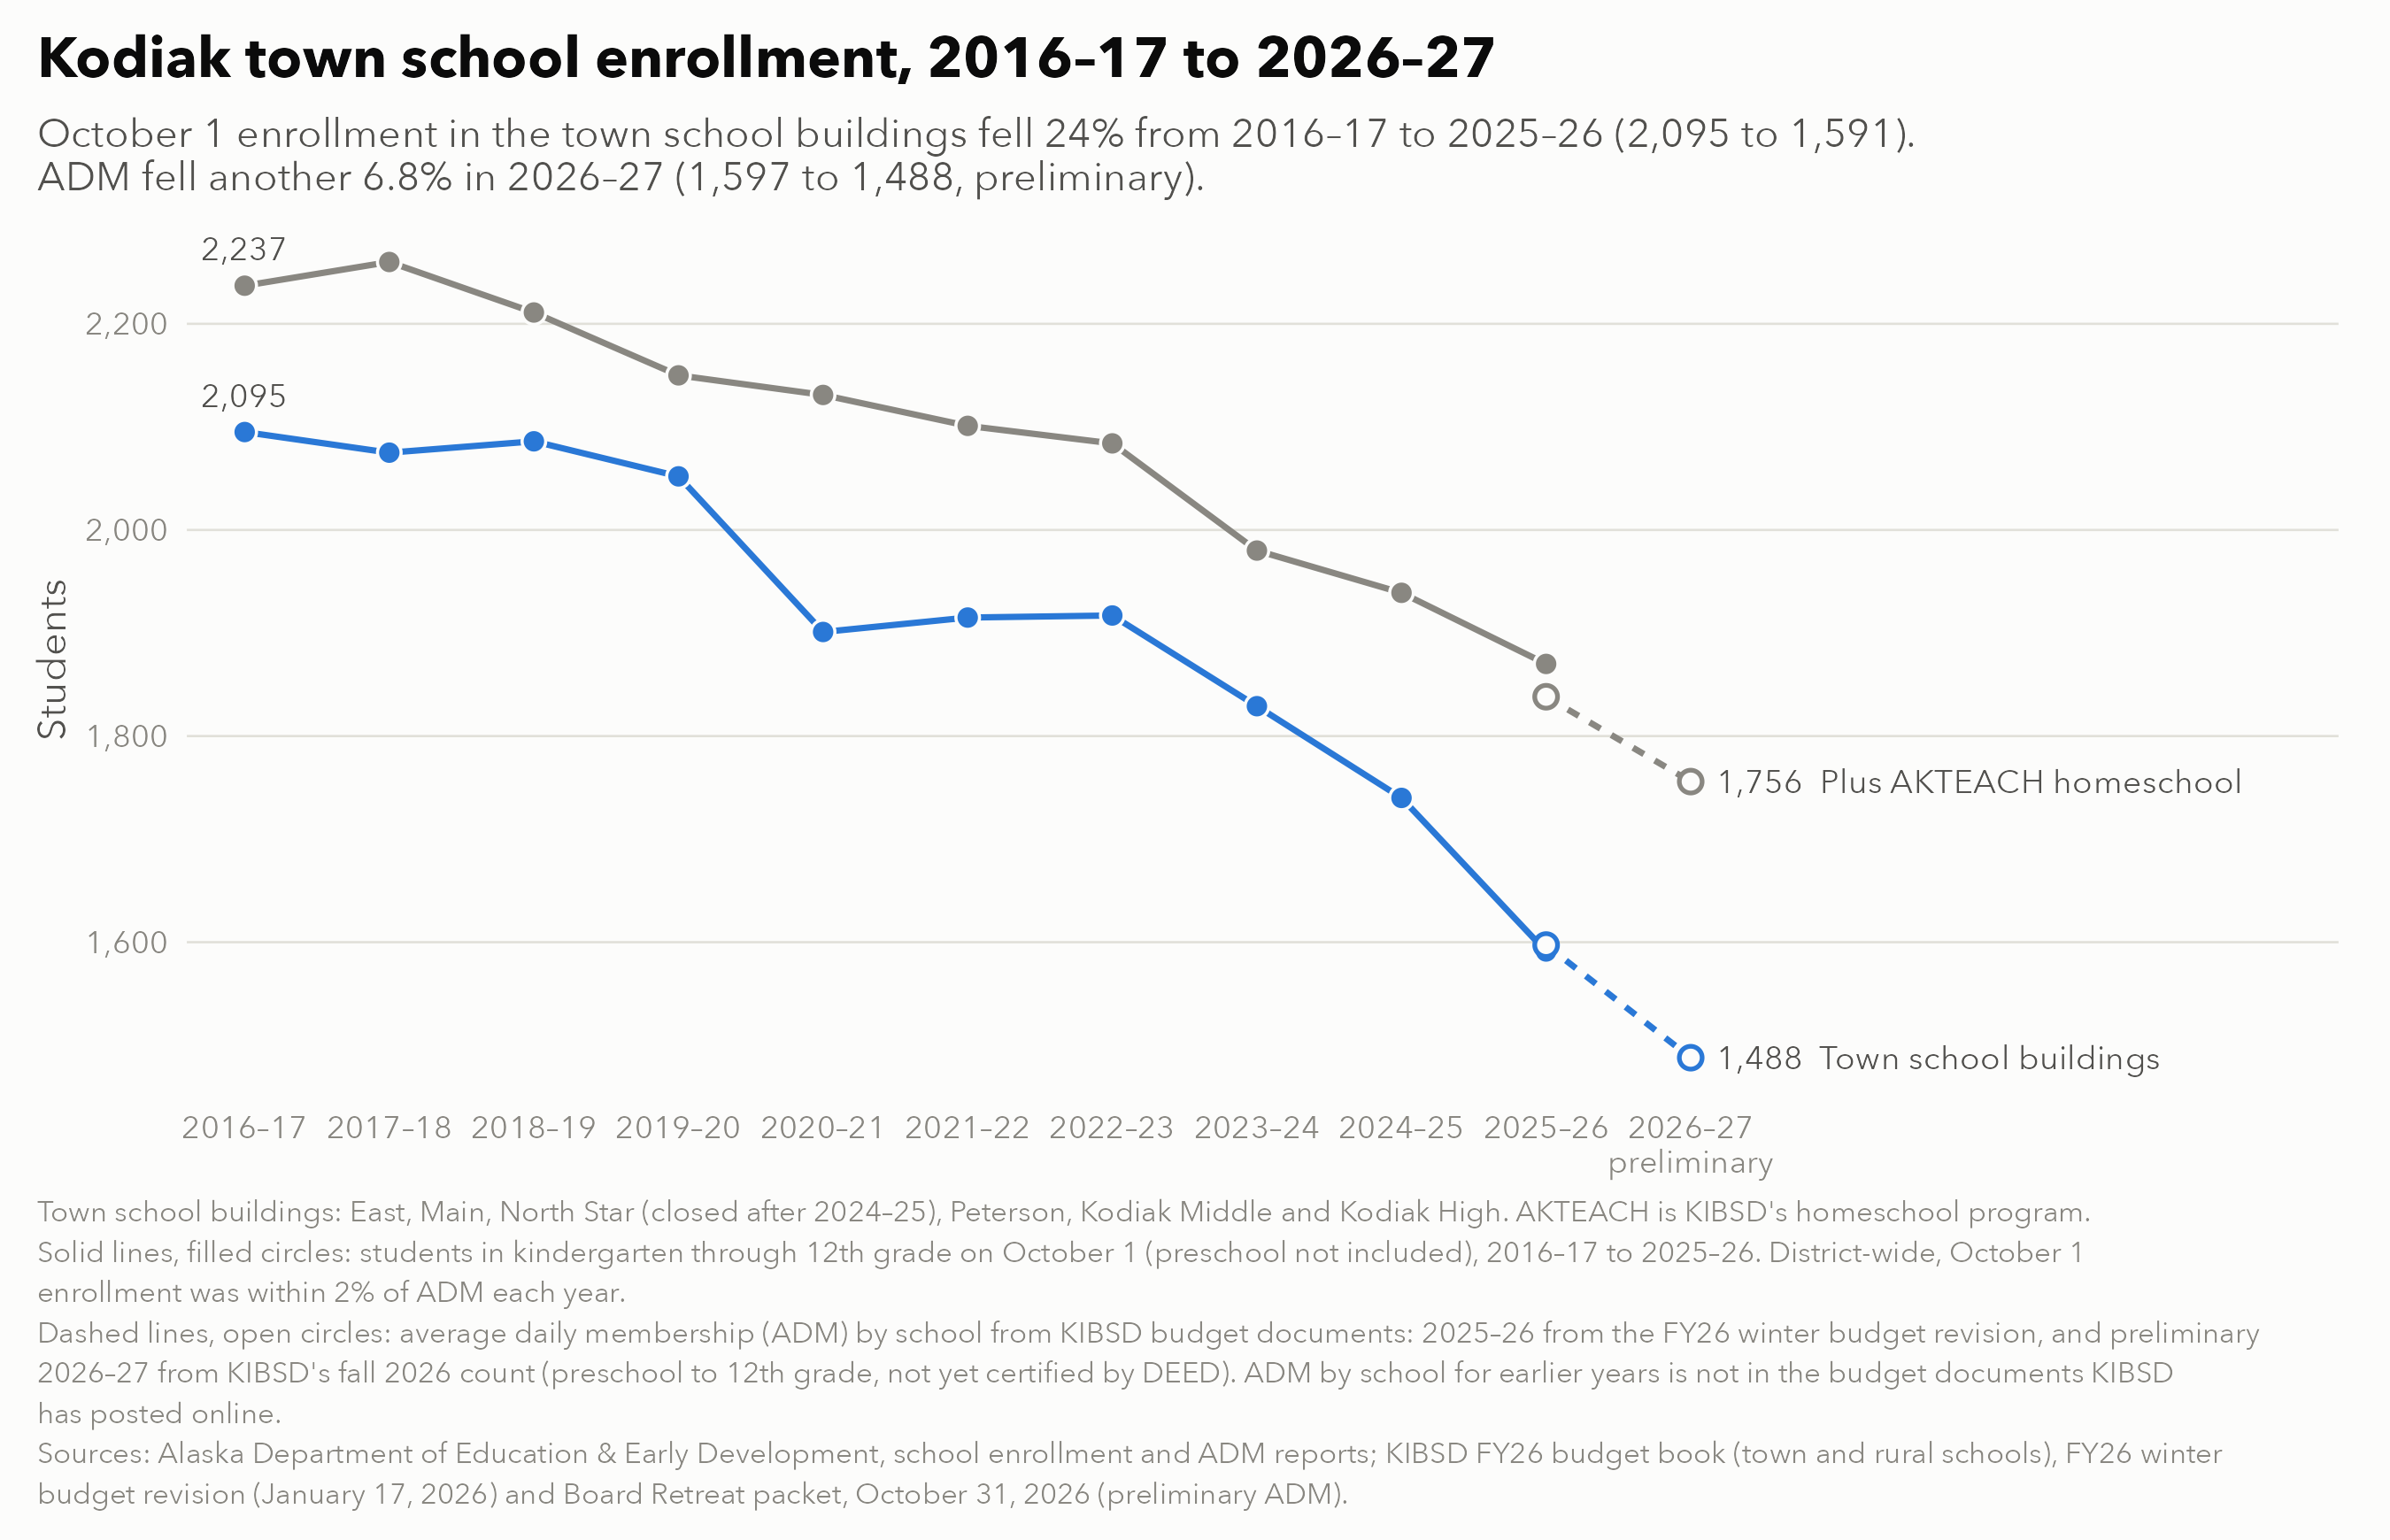 Kodiak town school enrollment, 2016–17 to 2026–27
October 1 enrollment in the town school buildings fell 24% from 2016–17 to 2025–26 (2,095 to 1,591).
ADM fell another 6.8% in 2026–27 (1,597 to 1,488, preliminary).
2,237
2,200
2,095
2,000
Students
1,800
1,756 Plus AKTEACH homeschool
1,600
1,488 Town school buildings
2016–17 2017–18 2018–19 2019–20 2020–21 2021–22 2022–23 2023–24 2024–25 2025–26 2026–27
preliminary
Town school buildings: East, Main, North Star (closed after 2024–25), Peterson, Kodiak Middle and Kodiak High. AKTEACH is KIBSD's homeschool program.
Solid lines, filled circles: students in kindergarten through 12th grade on October 1 (preschool not included), 2016–17 to 2025–26. District-wide, October 1
enrollment was within 2% of ADM each year.
Dashed lines, open circles: average daily membership (ADM) by school from KIBSD budget documents: 2025–26 from the FY26 winter budget revision, and preliminary
2026–27 from KIBSD's fall 2026 count (preschool to 12th grade, not yet certified by DEED). ADM by school for earlier years is not in the budget documents KIBSD
has posted online.
Sources: Alaska Department of Education & Early Development, school enrollment and ADM reports; KIBSD FY26 budget book (town and rural schools), FY26 winter
budget revision (January 17, 2026) and Board Retreat packet, October 31, 2026 (preliminary ADM).